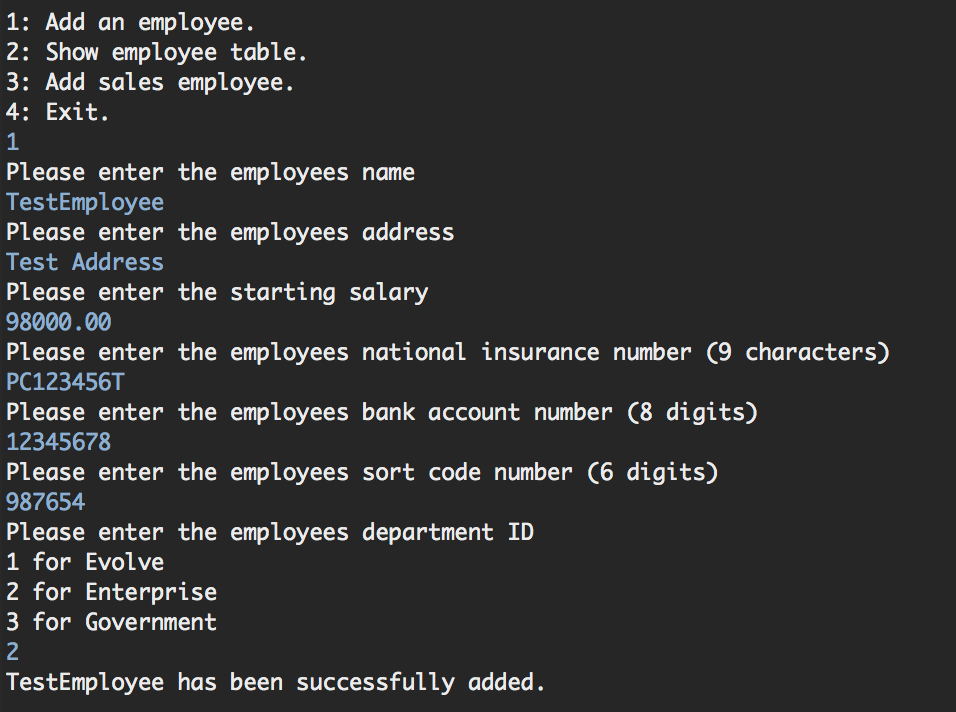 1: Add an employee.
2: Show employee table.
3: Add sales employee.
4: Exit.
1
Please enter the employees name
TestEmployee
Please enter the employees address
Test Address
Please enter the starting salary
98000.00
Please enter the employees national insurance number (9 characters)
PC123456T
Please enter the employees bank account number (8 digits)
12345678
Please enter the employees sort code number (6 digits)
987654
Please enter the employees department ID
1 for Evolve
2 for Enterprise
3 for Government
2
TestEmployee has been successfully added.